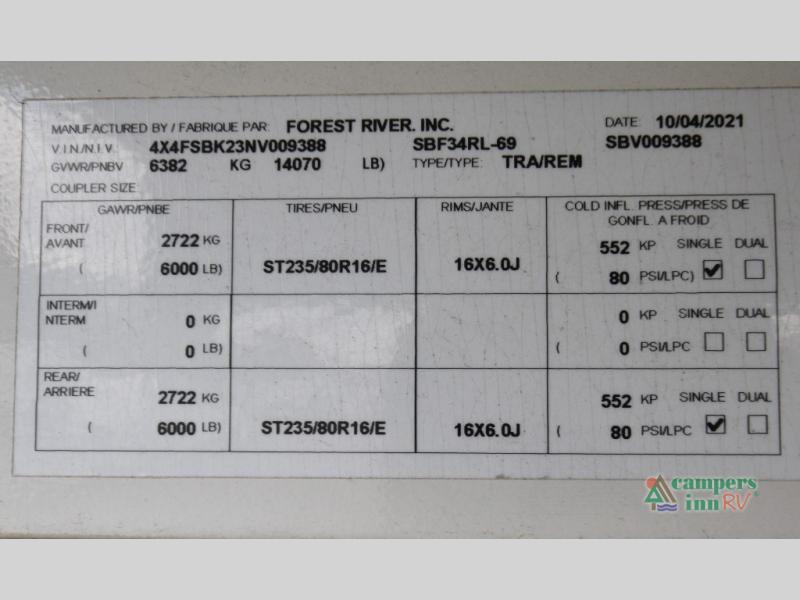 MANUFACTURED BY / FABRIQUE PAR: FOREST RIVER. INC. DATE: 10/04/2021
V.I.N./N.I.V. 4X4FSBK23NV009388 SBF34RL-69 SBV009388
GVWR/PNBV 6382 KG 14070 LB) TYPE/TYPE: TRA/REM
COUPLER SIZE:
GAWR/PNBE TIRES/PNEU RIMS/JANTE COLD INFL. PRESS/PRESS DE
GONFL. A FROID
FRONT/
AVANT 2722 KG 552 KP SINGLE DUAL
( 6000 LB) ST235/80R16/E 16X6.0J ( 80 PSI/LPC)
INTERM/I
NTERM 0 KG 0 KP SINGLE DUAL
( 0 LB) ( 0 PSI/LPC
REAR/
ARRIERE 2722 KG 552 KP SINGLE DUAL
( 6000 LB) ST235/80R16/E 16X6.0J ( 80 PSI/LPC
campers
inn RV